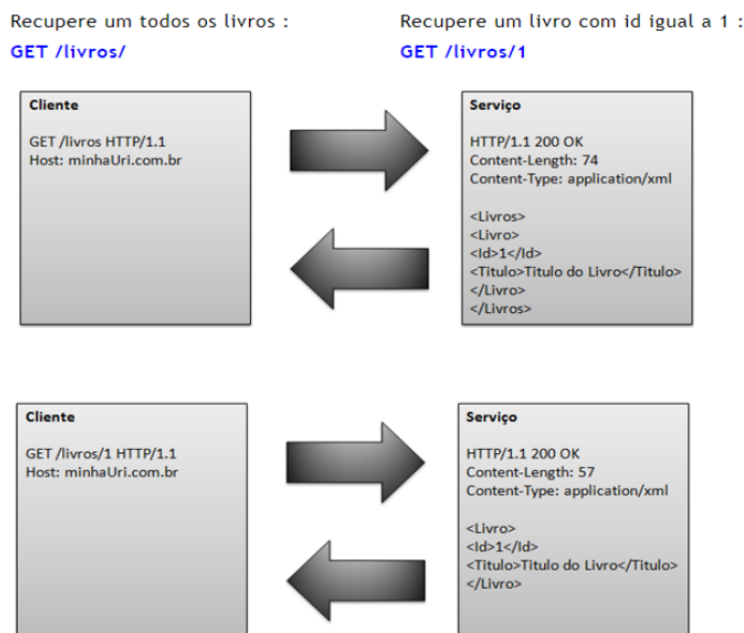 Recupere um todos os livros :
GET /livros/
Recupere um livro com id igual a 1 :
GET /livros/1
Cliente
GET /livros HTTP/1.1
Host: minhaUri.com.br
Serviço
HTTP/1.1 200 OK
Content-Length: 74
Content-Type: application/xml
<Livros>
<Livro>
<Id>1</Id>
<Titulo>Titulo do Livro</Titulo>
</Livro>
</Livros>
Cliente
GET /livros/1 HTTP/1.1
Host: minhaUri.com.br
Serviço
HTTP/1.1 200 OK
Content-Length: 57
Content-Type: application/xml
<Livro>
<Id>1</Id>
<Titulo>Titulo do Livro</Titulo>
</Livro>